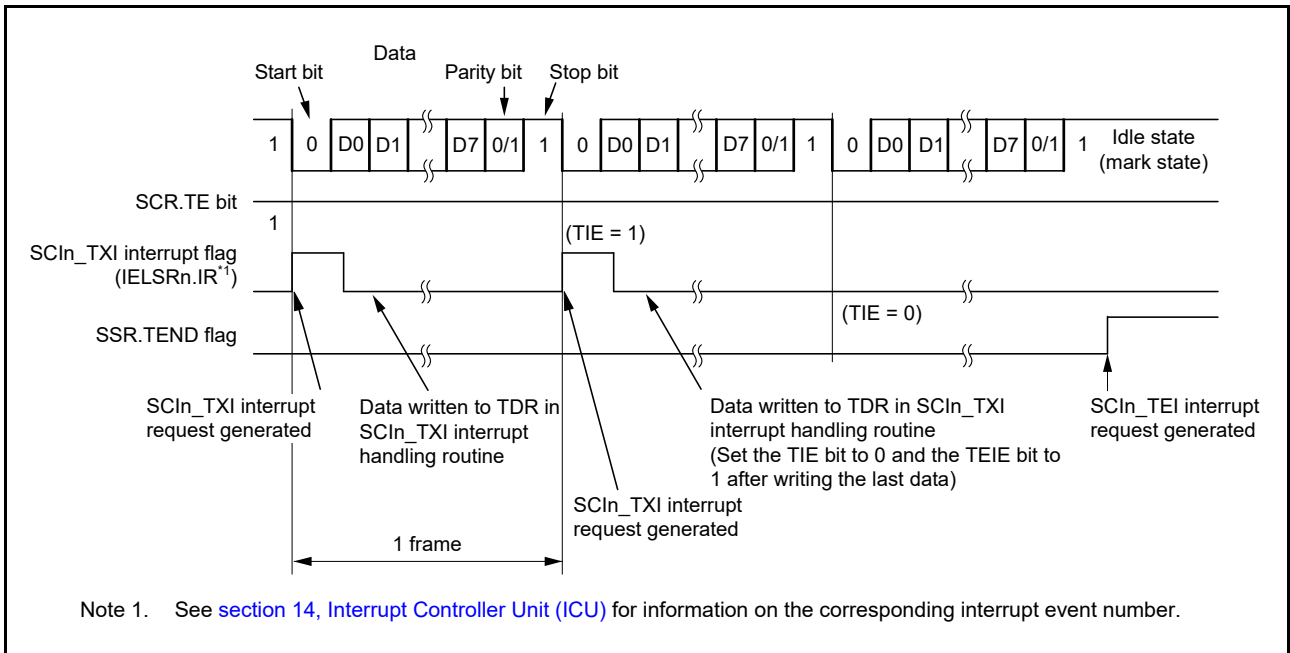 Data
Start bit
Parity bit
Stop bit
1 0 D0 D1 D7 0/1 1 0 D0 D1 D7 0/1 1 0 D0 D1 D7 0/1 1
Idle state
(mark state)
SCR.TE bit
1
SCIn_TXI interrupt flag
(IELSRn.IR*1)
(TIE = 1)
(TIE = 0)
SSR.TEND flag
SCIn_TXI interrupt
request generated
Data written to TDR in
SCIn_TXI interrupt
handling routine
SCIn_TXI interrupt
request generated
Data written to TDR in SCIn_TXI
interrupt handling routine
(Set the TIE bit to 0 and the TEIE bit to
1 after writing the last data)
SCIn_TEI interrupt
request generated
1 frame
Note 1. See section 14, Interrupt Controller Unit (ICU) for information on the corresponding interrupt event number.